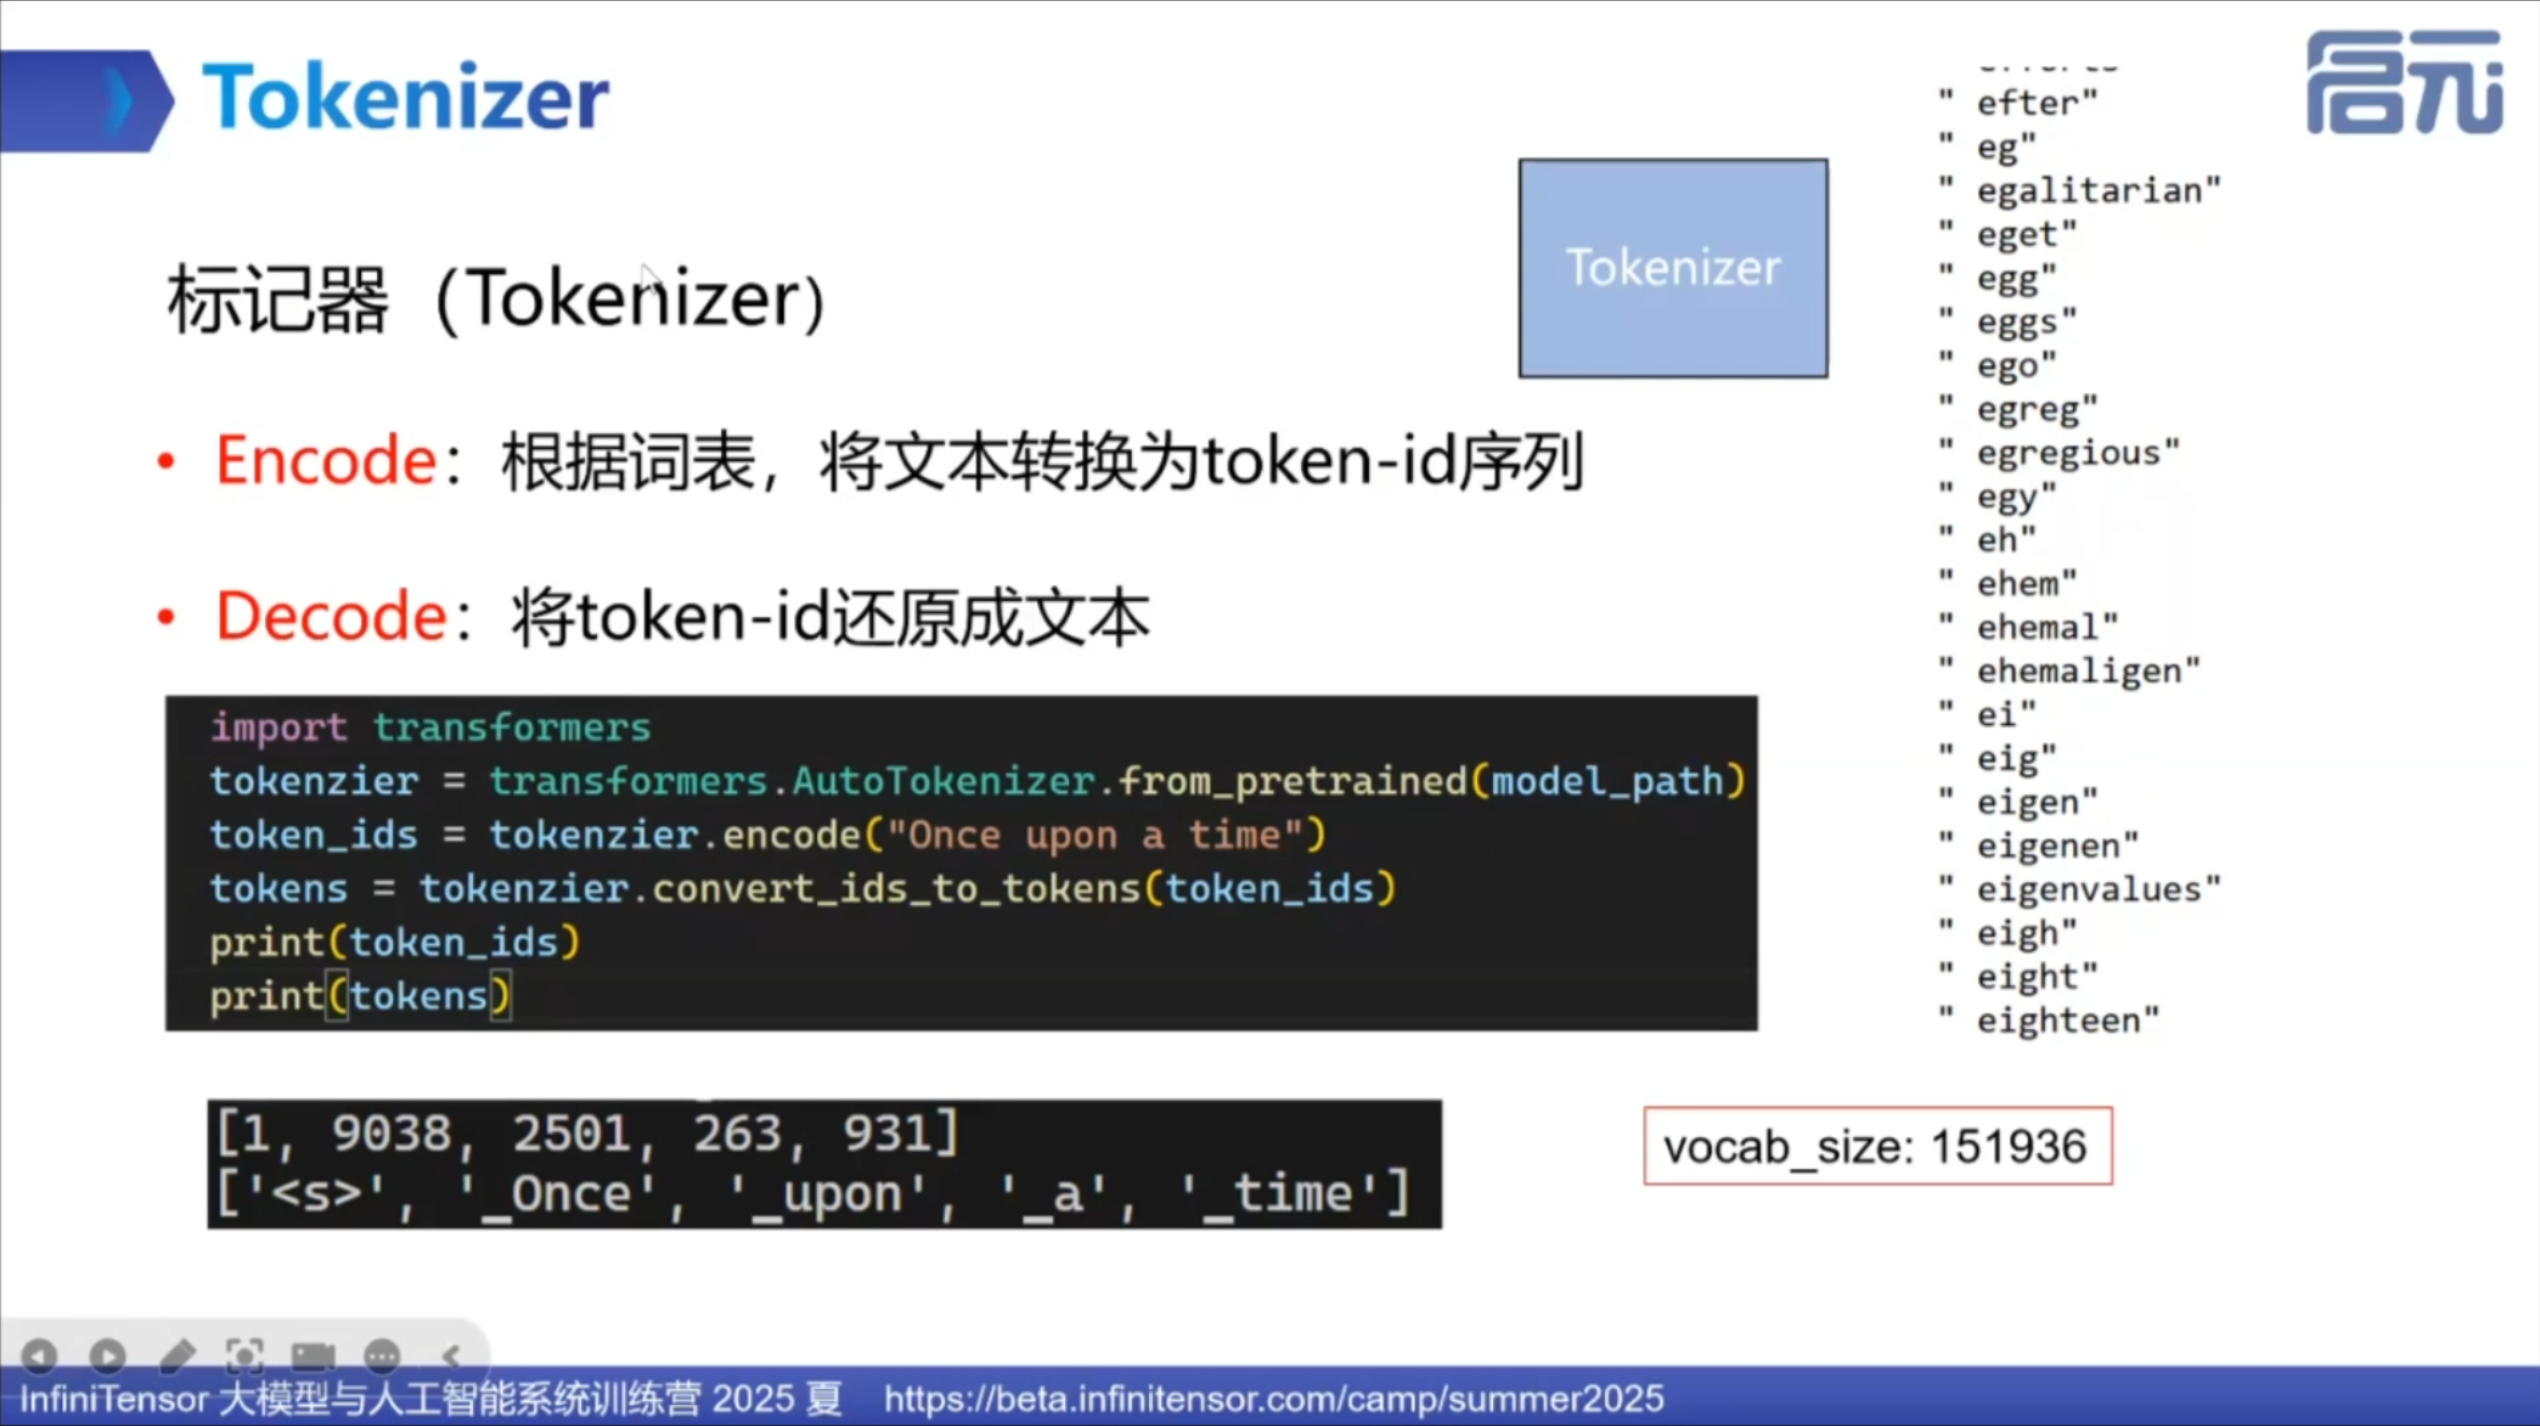 Tokenizer
启元
标记器（Tokenizer）
Tokenizer
• Encode：根据词表，将文本转换为token-id序列
• Decode：将token-id还原成文本
import transformers
tokenzier = transformers.AutoTokenizer.from_pretrained(model_path)
token_ids = tokenzier.encode("Once upon a time")
tokens = tokenzier.convert_ids_to_tokens(token_ids)
print(token_ids)
print(tokens)
[1, 9038, 2501, 263, 931]
['<s>', '_Once', '_upon', '_a', '_time']
" efter"
" eg"
" egalitarian"
" eget"
" egg"
" eggs"
" ego"
" egreg"
" egregious"
" egy"
" eh"
" ehem"
" ehemal"
" ehemaligen"
" ei"
" eig"
" eigen"
" eigenen"
" eigenvalues"
" eigh"
" eight"
" eighteen"
vocab_size: 151936
InfiniTensor 大模型与人工智能系统训练营 2025 夏 https://beta.infinitensor.com/camp/summer2025